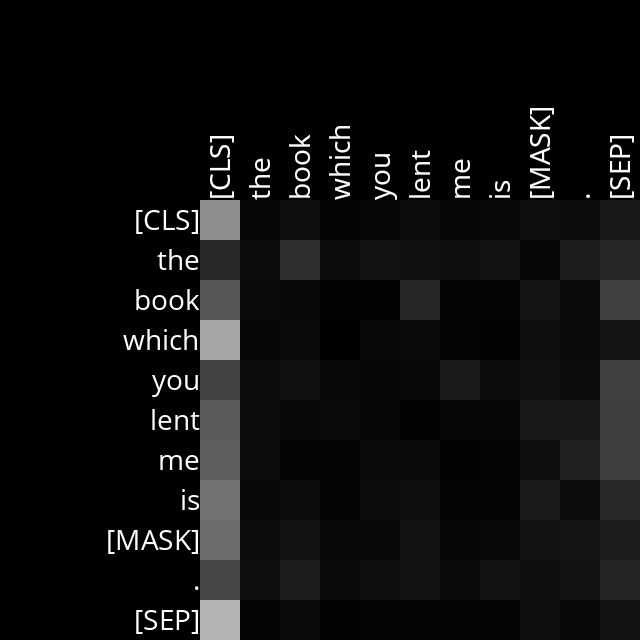 [CLS] the book which you lent me is [MASK] . [SEP]
[CLS]
the
book
which
you
lent
me
is
[MASK]
.
[SEP]